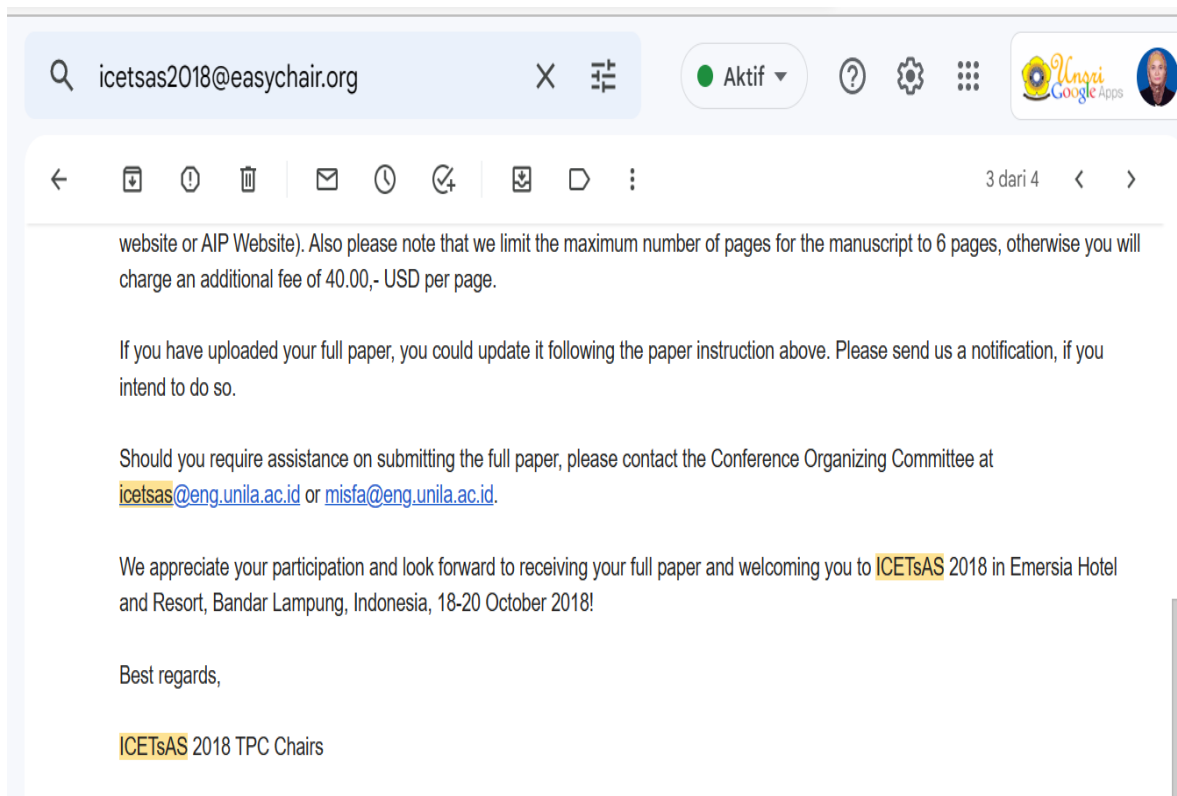 icetsas2018@easychair.org
Aktif
Unsri
Google Apps
3 dari 4
website or AIP Website). Also please note that we limit the maximum number of pages for the manuscript to 6 pages, otherwise you will
charge an additional fee of 40.00,- USD per page.
If you have uploaded your full paper, you could update it following the paper instruction above. Please send us a notification, if you
intend to do so.
Should you require assistance on submitting the full paper, please contact the Conference Organizing Committee at
icetsas@eng.unila.ac.id or misfa@eng.unila.ac.id.
We appreciate your participation and look forward to receiving your full paper and welcoming you to ICETsAS 2018 in Emersia Hotel
and Resort, Bandar Lampung, Indonesia, 18-20 October 2018!
Best regards,
ICETsAS 2018 TPC Chairs